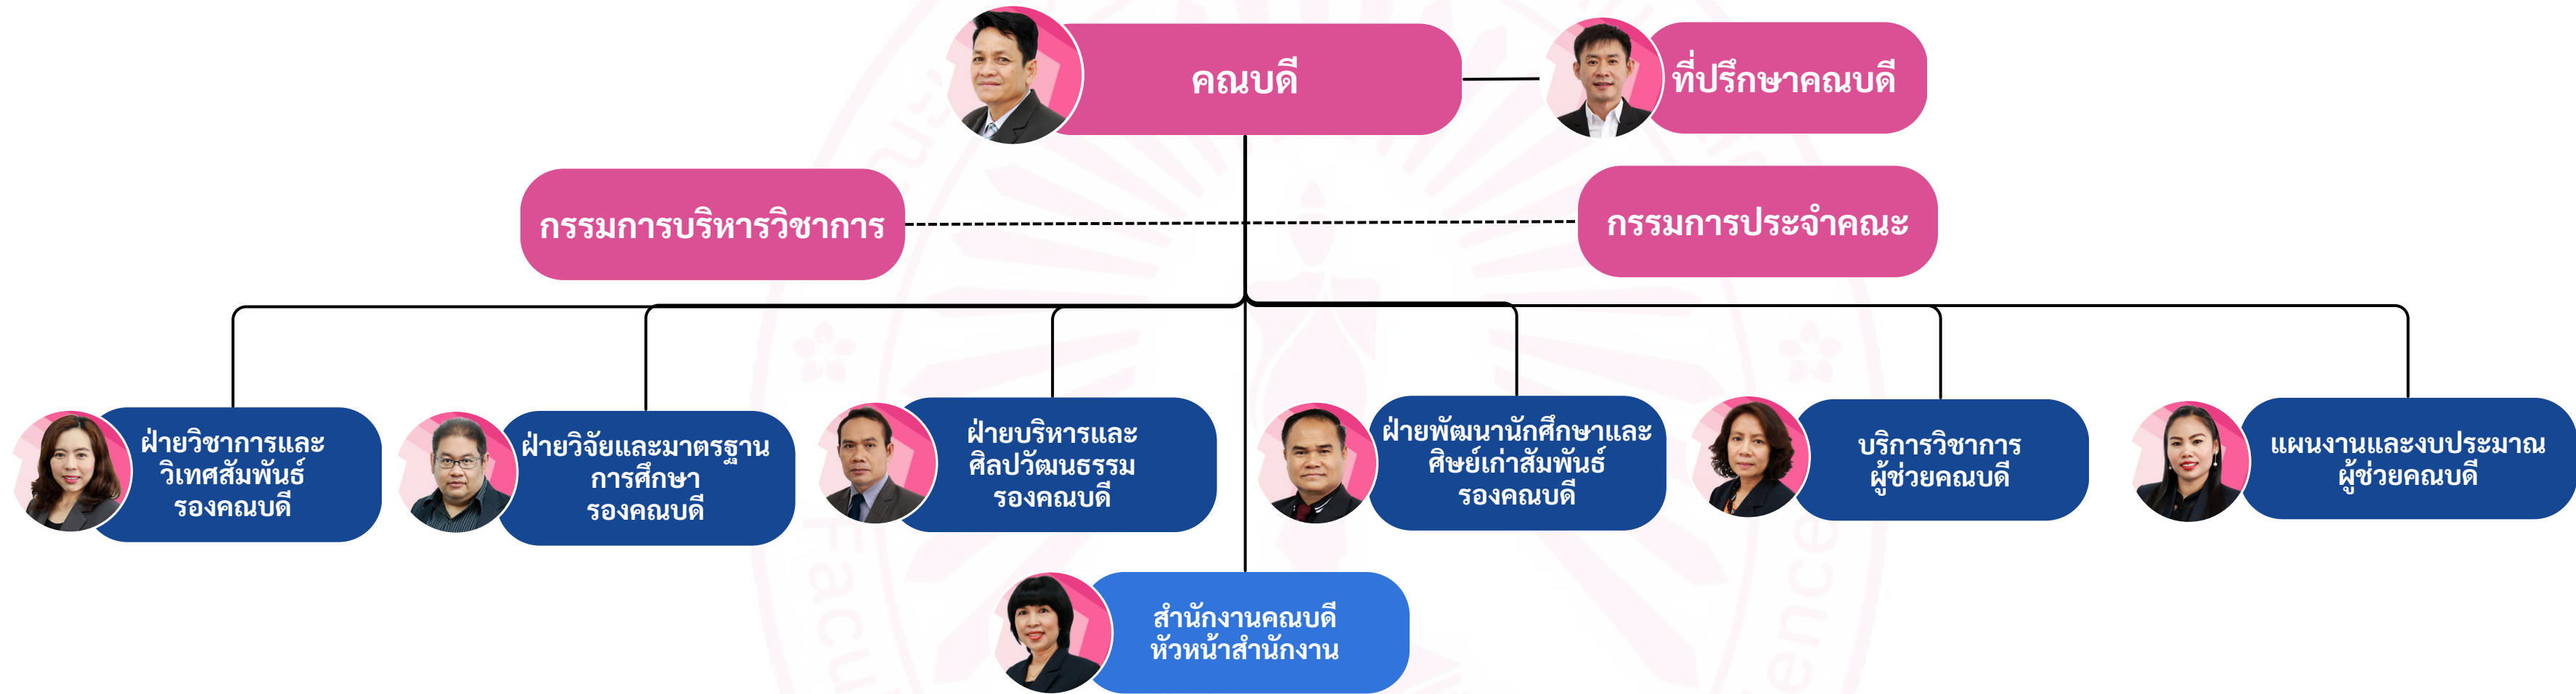 คณบดี
ที่ปรึกษาคณบดี
กรรมการบริหารวิชาการ
กรรมการประจำคณะ
ฝ่ายวิชาการและ
วิเทศสัมพันธ์
รองคณบดี
ฝ่ายวิจัยและมาตรฐาน
การศึกษา
รองคณบดี
ฝ่ายบริหารและ
ศิลปวัฒนธรรม
รองคณบดี
ฝ่ายพัฒนานักศึกษาและ
ศิษย์เก่าสัมพันธ์
รองคณบดี
บริการวิชาการ
ผู้ช่วยคณบดี
แผนงานและงบประมาณ
ผู้ช่วยคณบดี
สำนักงานคณบดี
หัวหน้าสำนักงาน